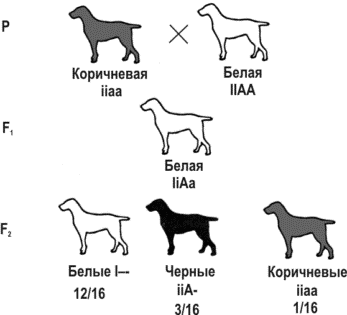 P
Коричневая
iiaa
Белая
IIAA
F₁
Белая
IiAa
F₂
Белые I–-
12/16
Черные
iiA-
3/16
Коричневые
iiaa
1/16